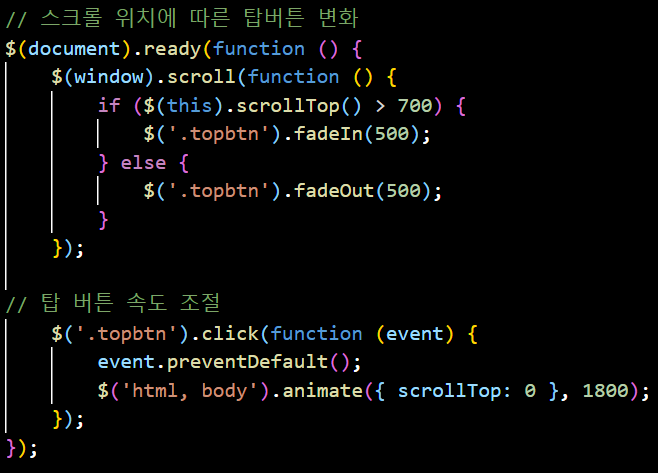 // 스크롤 위치에 따른 탑버튼 변화
$(document).ready(function () {
    $(window).scroll(function () {
        if ($(this).scrollTop() > 700) {
            $('.topbtn').fadeIn(500);
        } else {
            $('.topbtn').fadeOut(500);
        }
    });

// 탑 버튼 속도 조절
    $('.topbtn').click(function (event) {
        event.preventDefault();
        $('html, body').animate({ scrollTop: 0 }, 1800);
    });
});